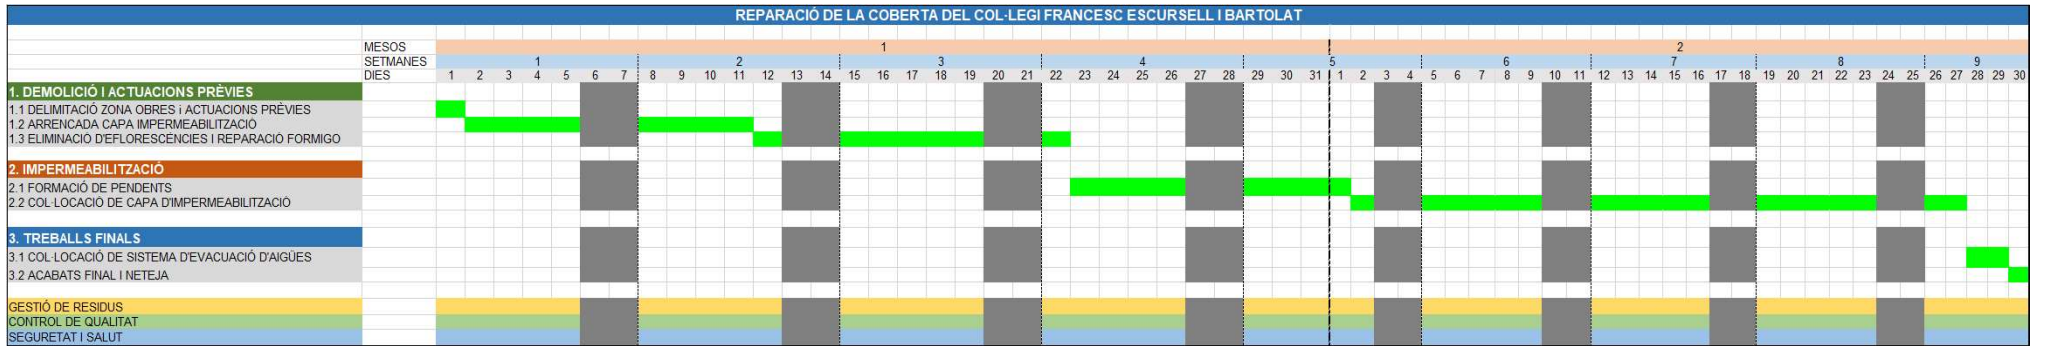 REPARACIÓ DE LA COBERTA DEL COL·LEGI FRANCESC ESCURSELL I BARTOLAT
MESOS 1 2
SETMANES 1 2 3 4 5 6 7 8 9
DIES 1 2 3 4 5 6 7 8 9 10 11 12 13 14 15 16 17 18 19 20 21 22 23 24 25 26 27 28 29 30 31 1 2 3 4 5 6 7 8 9 10 11 12 13 14 15 16 17 18 19 20 21 22 23 24 25 26 27 28 29 30
1. DEMOLICIÓ I ACTUACIONS PRÈVIES
1.1 DELIMITACIÓ ZONA OBRES i ACTUACIONS PRÈVIES
1.2 ARRENCADA CAPA IMPERMEABILITZACIÓ
1.3 ELIMINACIÓ D'EFLORESCÈNCIES I REPARACIÓ FORMIGO
2. IMPERMEABILITZACIÓ
2.1 FORMACIÓ DE PENDENTS
2.2 COL·LOCACIÓ DE CAPA D'IMPERMEABILITZACIÓ
3. TREBALLS FINALS
3.1 COL·LOCACIÓ DE SISTEMA D'EVACUACIÓ D'AIGÜES
3.2 ACABATS FINAL I NETEJA
GESTIÓ DE RESIDUS
CONTROL DE QUALITAT
SEGURETAT I SALUT